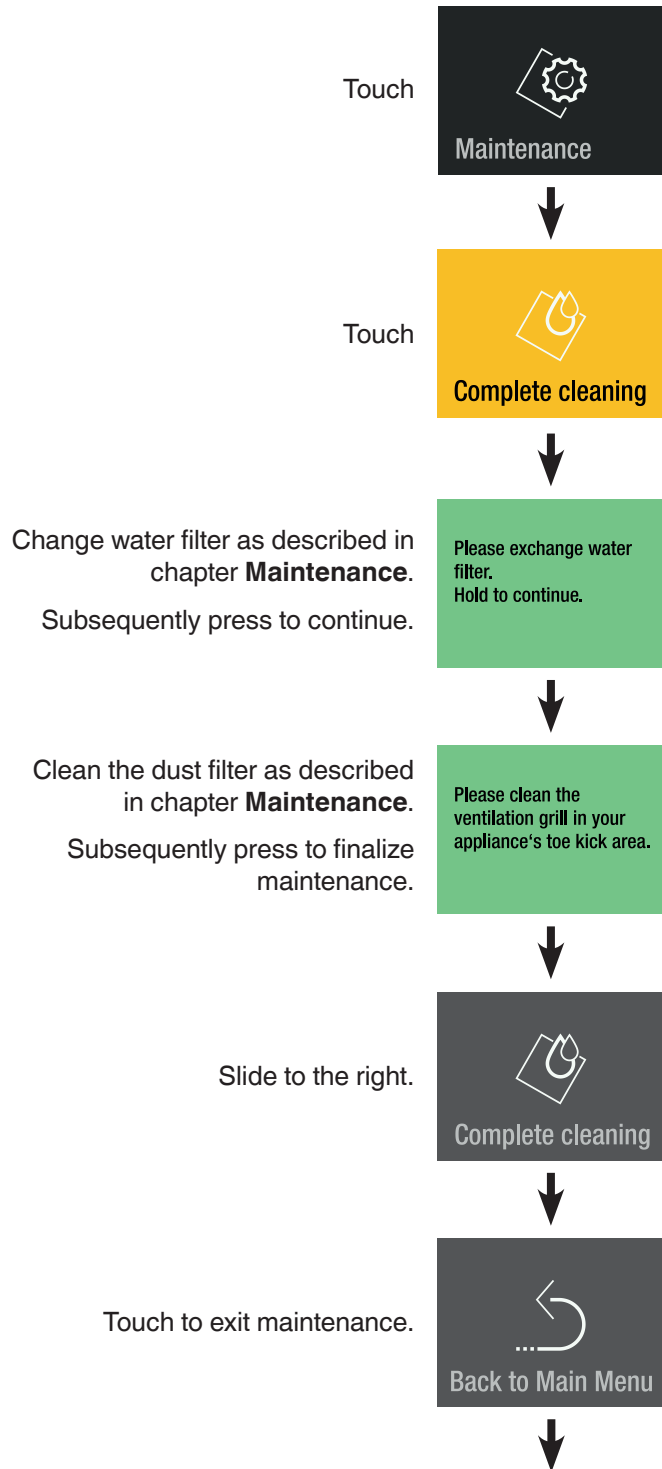 Touch
Maintenance
Touch
Complete cleaning
Change water filter as described in
chapter Maintenance.
Subsequently press to continue.
Please exchange water
filter.
Hold to continue.
Clean the dust filter as described
in chapter Maintenance.
Subsequently press to finalize
maintenance.
Please clean the
ventilation grill in your
appliance‘s toe kick area.
Slide to the right.
Complete cleaning
Touch to exit maintenance.
Back to Main Menu